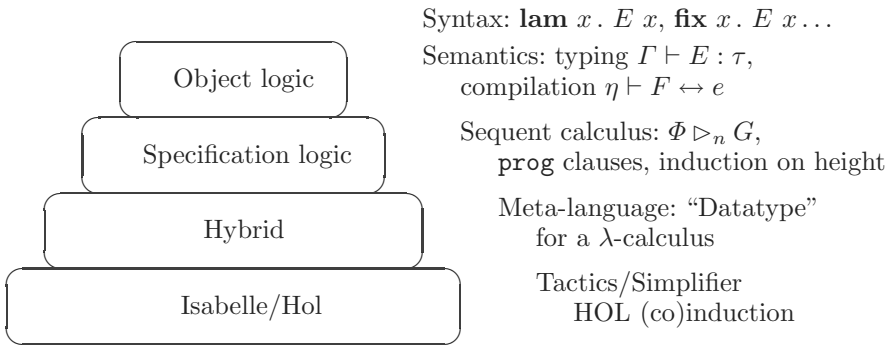 Syntax: lam x . E x, fix x . E x . . .
Object logic
Semantics: typing Γ ⊢ E : τ,
compilation η ⊢ F ↔ e
Specification logic
Sequent calculus: Φ ▷ₙ G,
prog clauses, induction on height
Hybrid
Meta-language: “Datatype”
for a λ-calculus
Isabelle/Hol
Tactics/Simplifier
HOL (co)induction